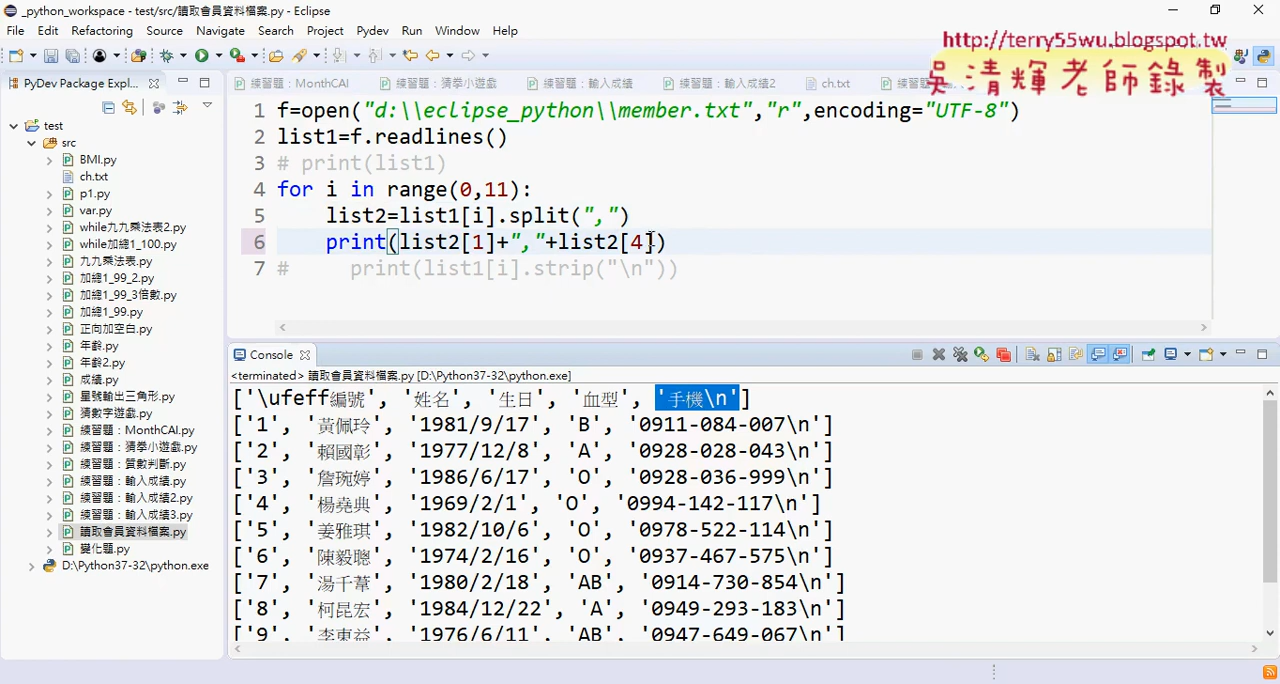 _python_workspace - test/src/讀取會員資料檔案.py - Eclipse
File Edit Refactoring Source Navigate Search Project Pydev Run Window Help
http://terry55wu.blogspot.tw
吳清輝老師錄製
PyDev Package Expl...
練習題：MonthCAI 練習題：猜拳小遊戲 練習題：輸入成績 練習題：輸入成績2 ch.txt
test
src
BMI.py
ch.txt
p1.py
var.py
while九九乘法表2.py
while加總1_100.py
九九乘法表.py
加總1_99_2.py
加總1_99_3倍數.py
加總1_99.py
正向加空白.py
年齡.py
年齡2.py
成績.py
星號輸出三角形.py
猜數字遊戲.py
練習題：MonthCAI.py
練習題：猜拳小遊戲.py
練習題：質數判斷.py
練習題：輸入成績.py
練習題：輸入成績2.py
練習題：輸入成績3.py
讀取會員資料檔案.py
變化題.py
D:\Python37-32\python.exe
1 f=open("d:\\eclipse_python\\member.txt","r",encoding="UTF-8")
2 list1=f.readlines()
3 # print(list1)
4 for i in range(0,11):
5     list2=list1[i].split(",")
6     print(list2[1]+","+list2[4])
7 #     print(list1[i].strip("\n"))
Console
<terminated> 讀取會員資料檔案.py [D:\Python37-32\python.exe]
['\ufeff編號', '姓名', '生日', '血型', '手機\n']
['1', '黃佩玲', '1981/9/17', 'B', '0911-084-007\n']
['2', '賴國彰', '1977/12/8', 'A', '0928-028-043\n']
['3', '詹琬婷', '1986/6/17', 'O', '0928-036-999\n']
['4', '楊堯典', '1969/2/1', 'O', '0994-142-117\n']
['5', '姜雅琪', '1982/10/6', 'O', '0978-522-114\n']
['6', '陳毅聰', '1974/2/16', 'O', '0937-467-575\n']
['7', '湯千葦', '1980/2/18', 'AB', '0914-730-854\n']
['8', '柯昆宏', '1984/12/22', 'A', '0949-293-183\n']
['9', '李東益', '1976/6/11', 'AB', '0947-649-067\n']